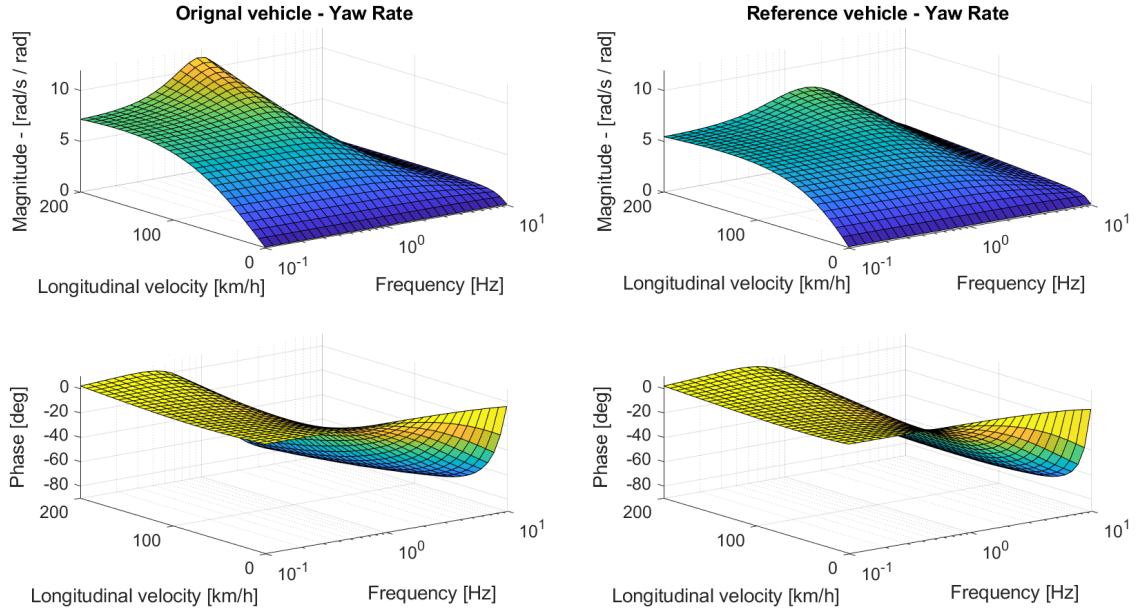 Orignal vehicle - Yaw Rate
Magnitude - [rad/s / rad]
10
5
0
200
100
0
10^-1
10^0
10^1
Longitudinal velocity [km/h]
Frequency [Hz]
Reference vehicle - Yaw Rate
Magnitude - [rad/s / rad]
10
5
0
200
100
0
10^-1
10^0
10^1
Longitudinal velocity [km/h]
Frequency [Hz]
Phase [deg]
0
-20
-40
-60
-80
200
100
0
10^-1
10^0
10^1
Longitudinal velocity [km/h]
Frequency [Hz]
Phase [deg]
0
-20
-40
-60
-80
200
100
0
10^-1
10^0
10^1
Longitudinal velocity [km/h]
Frequency [Hz]